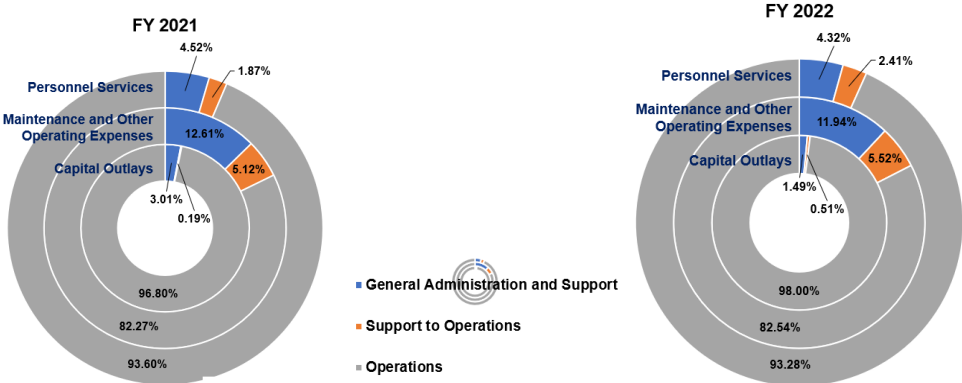 FY 2021
4.52%
1.87%
Personnel Services
Maintenance and Other
Operating Expenses
12.61%
5.12%
Capital Outlays
3.01%
0.19%
96.80%
82.27%
93.60%
FY 2022
4.32%
2.41%
Personnel Services
Maintenance and Other
Operating Expenses
11.94%
5.52%
Capital Outlays
1.49%
0.51%
98.00%
82.54%
93.28%
General Administration and Support
Support to Operations
Operations